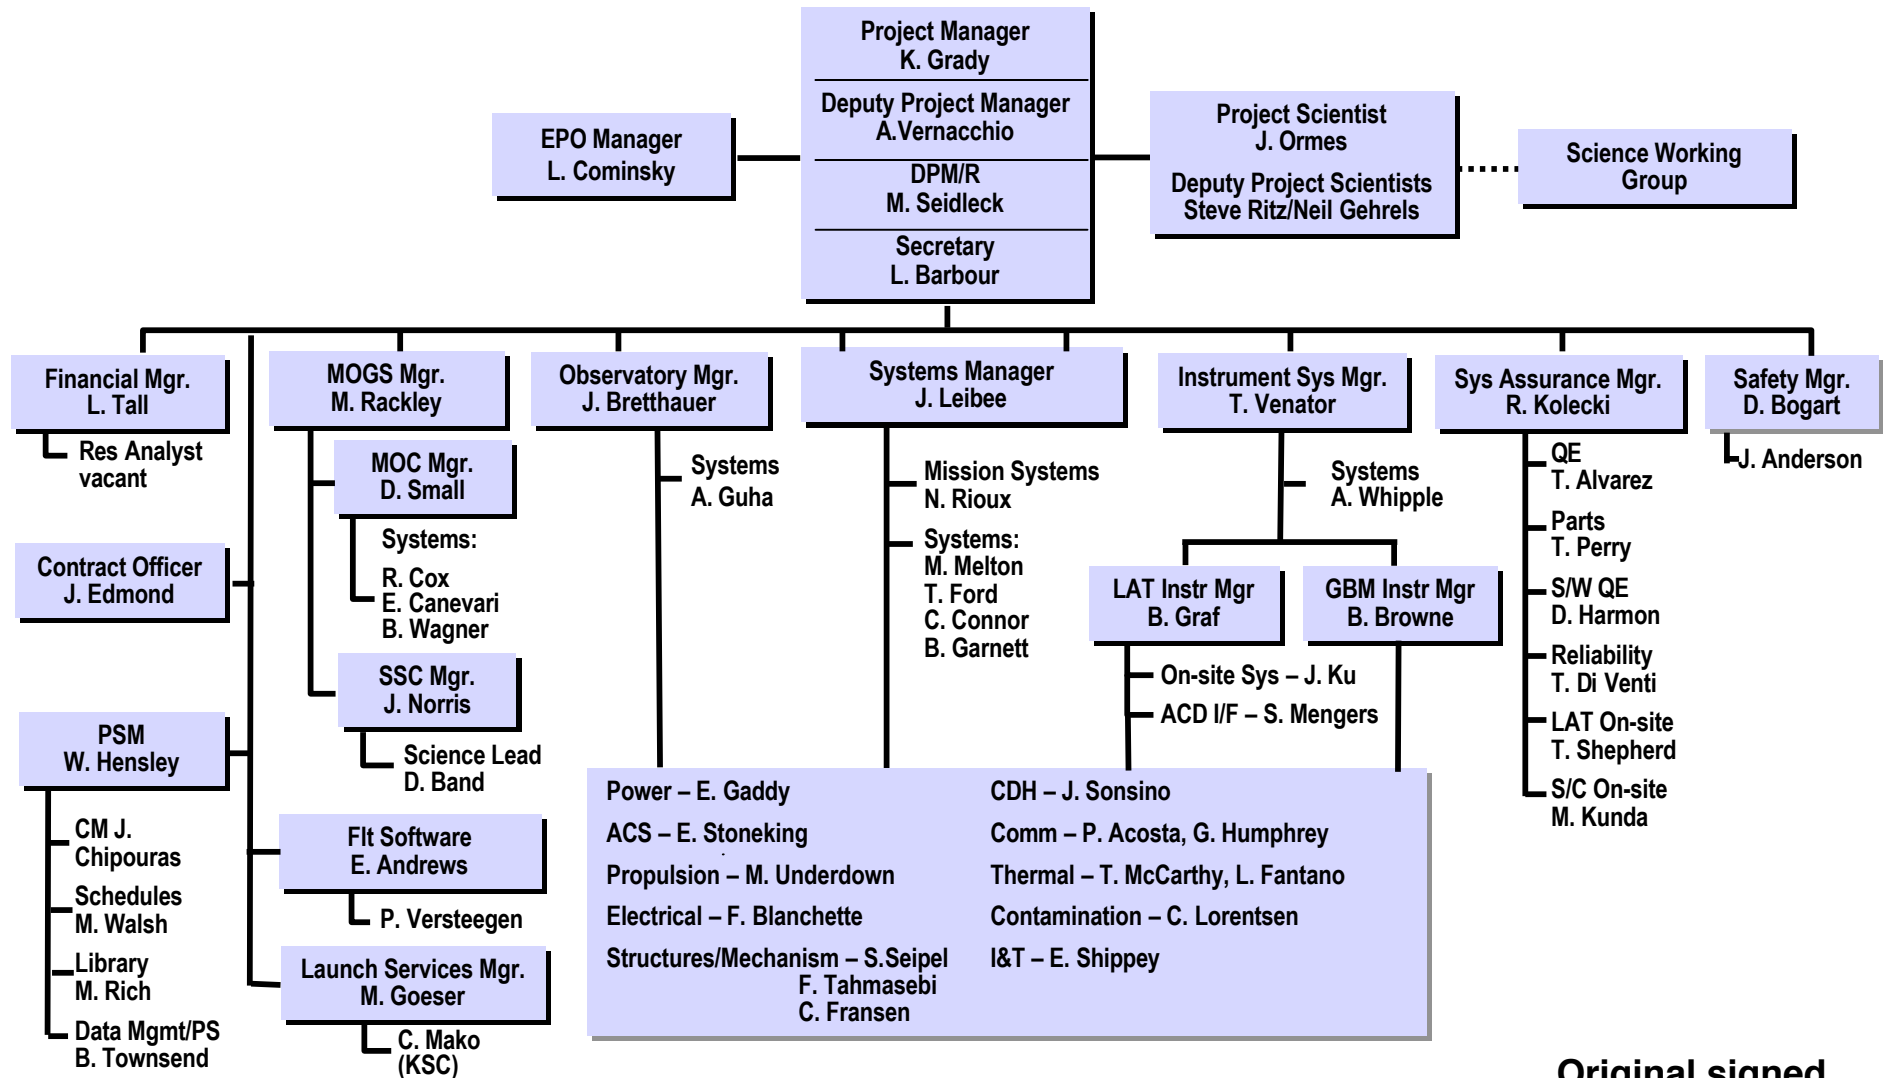 Project Manager
K. Grady
Deputy Project Manager
A.Vernacchio
DPM/R
M. Seidleck
Secretary
L. Barbour
EPO Manager
L. Cominsky
Project Scientist
J. Ormes
Deputy Project Scientists
Steve Ritz/Neil Gehrels
Science Working
Group
Financial Mgr.
L. Tall
Res Analyst
vacant
Contract Officer
J. Edmond
PSM
W. Hensley
CM J.
Chipouras
Schedules
M. Walsh
Library
M. Rich
Data Mgmt/PS
B. Townsend
MOGS Mgr.
M. Rackley
MOC Mgr.
D. Small
Systems:
R. Cox
E. Canevari
B. Wagner
SSC Mgr.
J. Norris
Science Lead
D. Band
Flt Software
E. Andrews
P. Versteegen
Launch Services Mgr.
M. Goeser
C. Mako
(KSC)
Observatory Mgr.
J. Bretthauer
Systems
A. Guha
Systems Manager
J. Leibee
Mission Systems
N. Rioux
Systems:
M. Melton
T. Ford
C. Connor
B. Garnett
Instrument Sys Mgr.
T. Venator
Systems
A. Whipple
LAT Instr Mgr
B. Graf
On-site Sys – J. Ku
ACD I/F – S. Mengers
GBM Instr Mgr
B. Browne
Sys Assurance Mgr.
R. Kolecki
QE
T. Alvarez
Parts
T. Perry
S/W QE
D. Harmon
Reliability
T. Di Venti
LAT On-site
T. Shepherd
S/C On-site
M. Kunda
Safety Mgr.
D. Bogart
J. Anderson
Power – E. Gaddy
ACS – E. Stoneking
Propulsion – M. Underdown
Electrical – F. Blanchette
Structures/Mechanism – S.Seipel
F. Tahmasebi
C. Fransen
CDH – J. Sonsino
Comm – P. Acosta, G. Humphrey
Thermal – T. McCarthy, L. Fantano
Contamination – C. Lorentsen
I&T – E. Shippey
Original signed